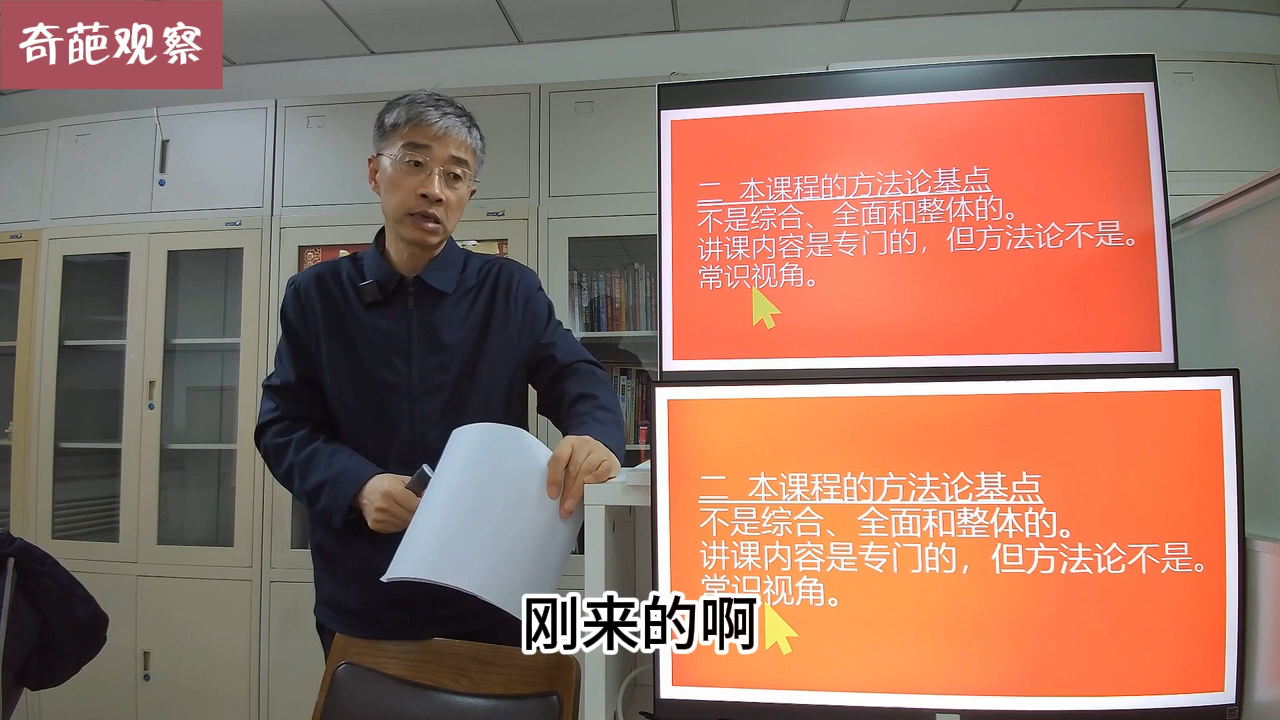 奇葩观察
二 本课程的方法论基点
不是综合、全面和整体的。
讲课内容是专门的，但方法论不是。
常识视角。
二 本课程的方法论基点
不是综合、全面和整体的。
讲课内容是专门的，但方法论不是。
常识视角。
刚来的啊